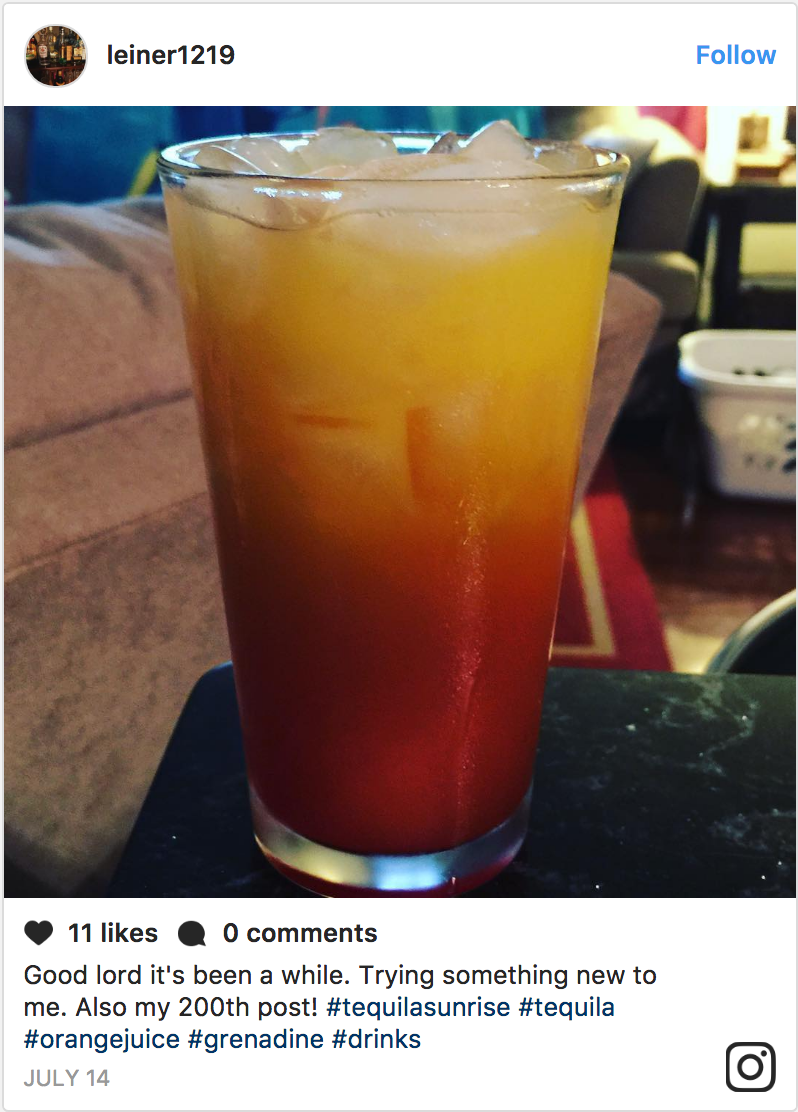 leiner1219
Follow
11 likes
0 comments
Good lord it's been a while. Trying something new to
me. Also my 200th post! #tequilasunrise #tequila
#orangejuice #grenadine #drinks
JULY 14